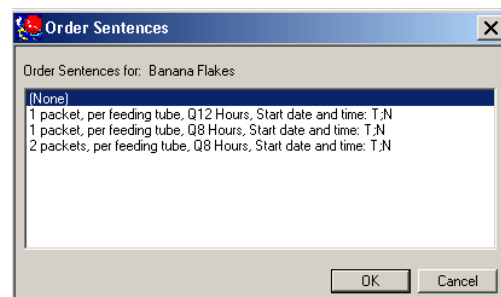 Order Sentences
Order Sentences for: Banana Flakes
(None)
1 packet, per feeding tube, Q12 Hours, Start date and time: T;N
1 packet, per feeding tube, Q8 Hours, Start date and time: T;N
2 packets, per feeding tube, Q8 Hours, Start date and time: T;N
OK Cancel